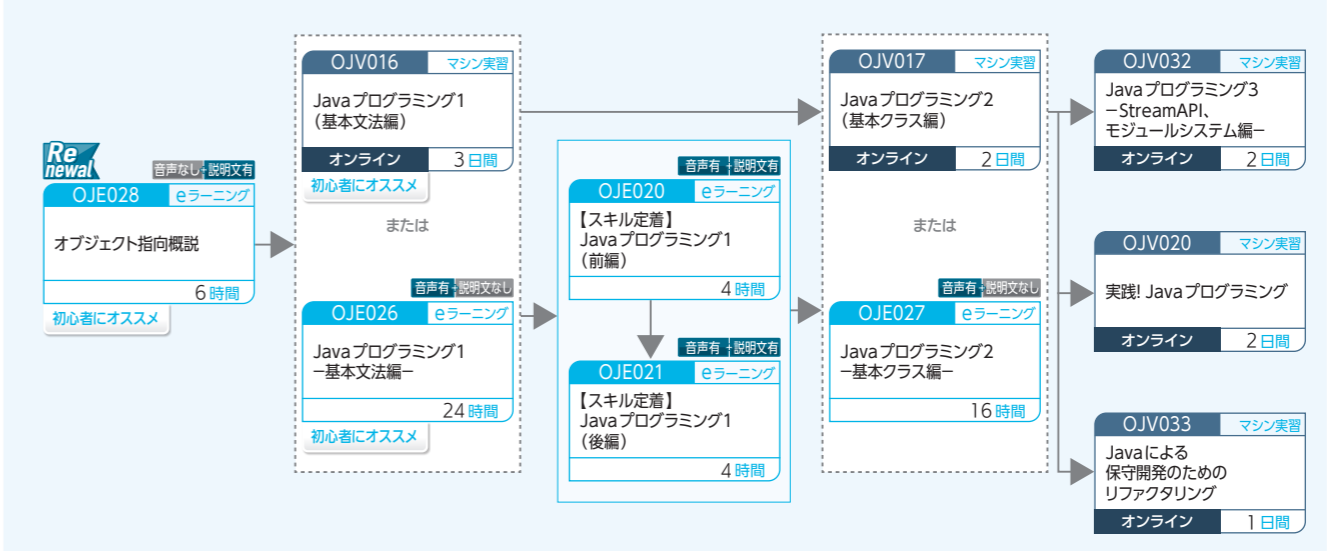 Re
newal
音声なし 説明文有
OJE028 eラーニング
オブジェクト指向概説
6時間
初心者にオススメ
OJV016 マシン実習
Javaプログラミング1
（基本文法編）
オンライン 3日間
初心者にオススメ
または
音声有 説明文なし
OJE026 eラーニング
Javaプログラミング1
−基本文法編−
24時間
初心者にオススメ
音声有 説明文有
OJE020 eラーニング
【スキル定着】
Javaプログラミング1
（前編）
4時間
音声有 説明文有
OJE021 eラーニング
【スキル定着】
Javaプログラミング1
（後編）
4時間
OJV017 マシン実習
Javaプログラミング2
（基本クラス編）
オンライン 2日間
または
音声有 説明文なし
OJE027 eラーニング
Javaプログラミング2
−基本クラス編−
16時間
OJV032 マシン実習
Javaプログラミング3
−StreamAPI、
モジュールシステム編−
オンライン 2日間
OJV020 マシン実習
実践! Javaプログラミング
オンライン 2日間
OJV033 マシン実習
Javaによる
保守開発のための
リファクタリング
オンライン 1日間